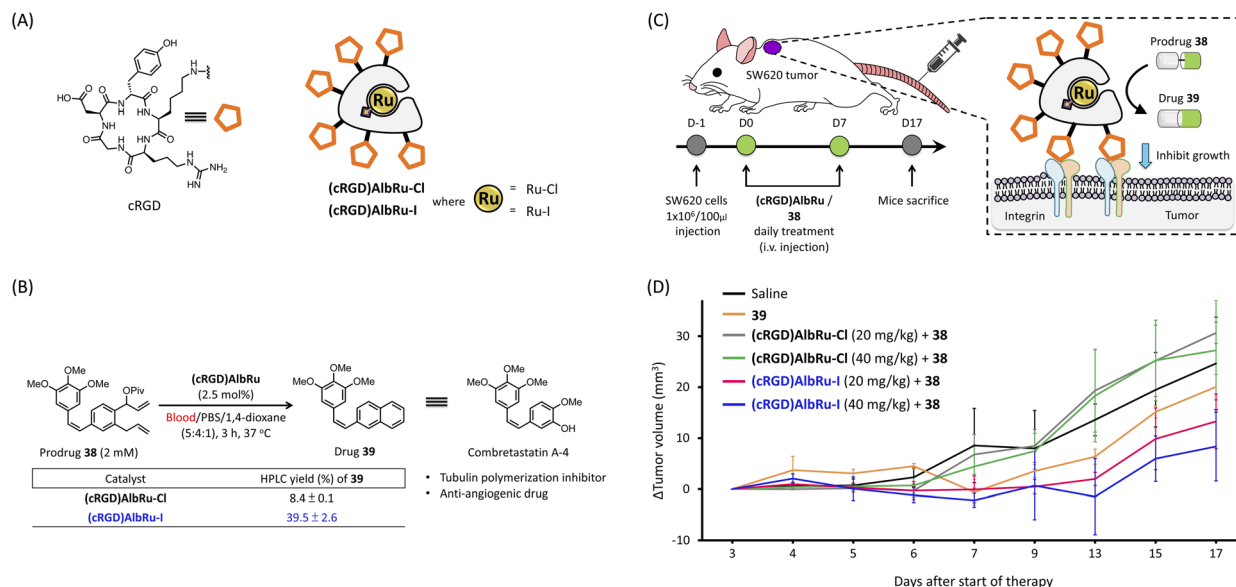 (A)
OH
HN
HO
O
O
NH
HN
O
O
NH
HN
O
O
N
H
NH2
NH
cRGD
Ru
(cRGD)AlbRu-Cl
(cRGD)AlbRu-I
where
Ru
= Ru-Cl
= Ru-I
(B)
OMe
MeO
OMe
OPiv
Prodrug 38 (2 mM)
(cRGD)AlbRu
(2.5 mol%)
Blood/PBS/1,4-dioxane
(5:4:1), 3 h, 37 °C
OMe
MeO
OMe
Drug 39
OMe
MeO
OMe
OMe
OH
Combretastatin A-4
• Tubulin polymerization inhibitor
• Anti-angiogenic drug
Catalyst HPLC yield (%) of 39
(cRGD)AlbRu-Cl 8.4 ± 0.1
(cRGD)AlbRu-I 39.5 ± 2.6
(C)
SW620 tumor
D-1 D0 D7 D17
SW620 cells
1x10⁶/100µl
injection
(cRGD)AlbRu /
38
daily treatment
(i.v. injection)
Mice sacrifice
Ru
Prodrug 38
Drug 39
Inhibit growth
Integrin
Tumor
(D)
Saline
39
(cRGD)AlbRu-Cl (20 mg/kg) + 38
(cRGD)AlbRu-Cl (40 mg/kg) + 38
(cRGD)AlbRu-I (20 mg/kg) + 38
(cRGD)AlbRu-I (40 mg/kg) + 38
ΔTumor volume (mm³)
30
20
10
0
-10
3 4 5 6 7 9 13 15 17
Days after start of therapy